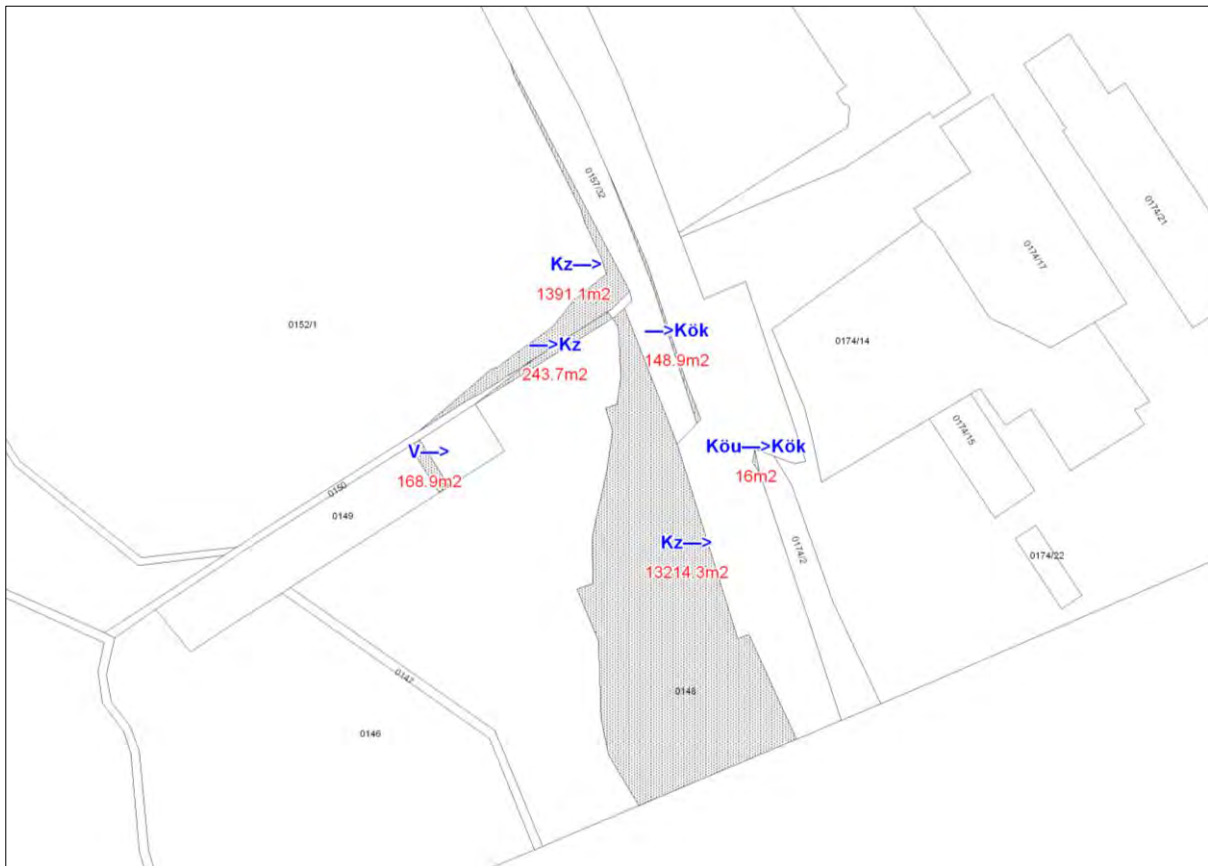 0157/32
0174/21
0174/17
Kz—>
1391.1m2
0152/1
—>Kök
148.9m2
—>Kz
243.7m2
0174/14
0174/15
V—>
168.9m2
Köu—>Kök
16m2
0150
0149
Kz—>
13214.3m2
0174/2
0174/22
0147
0148
0146